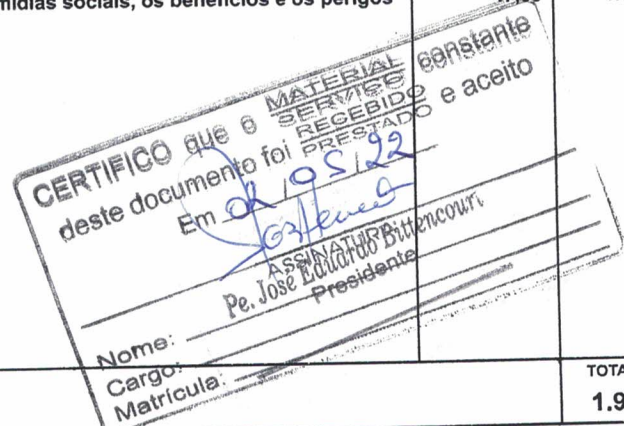 mídias sociais, os benefícios e os perigos
CERTIFICO que o MATERIAL SERVIÇO constante
deste documento foi RECEBIDO PRESTADO e aceito
Em 02/05/22
ASSINATURA
Pe. José Eduardo Bittencourt
Presidente
Nome:
Cargo:
Matrícula:
TOTA
1.9